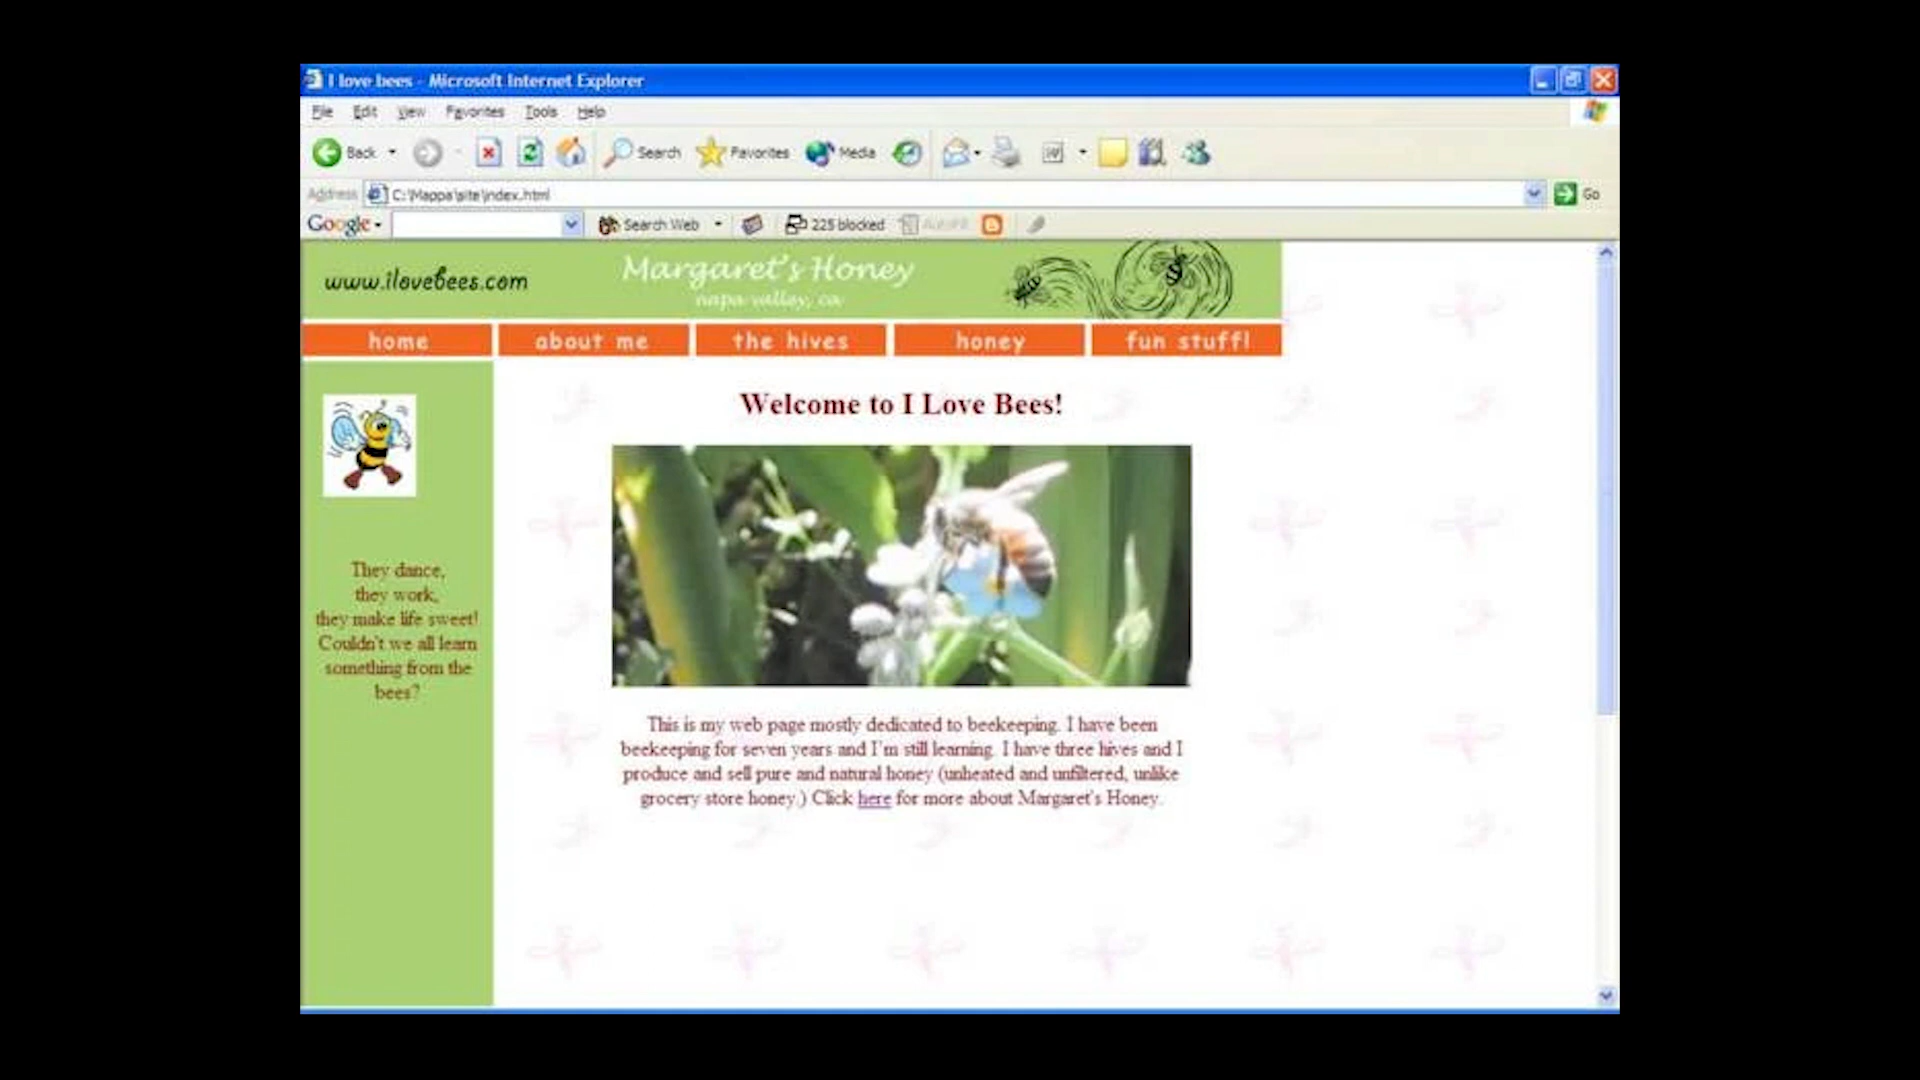 I love bees - Microsoft Internet Explorer
File Edit View Favorites Tools Help
Back Search Favorites Media
Address C:\Mappa\site\index.html Go
Google Search Web 225 blocked AutoFill
www.ilovebees.com
Margaret's Honey
napa valley, ca
home about me the hives honey fun stuff!
They dance,
they work,
they make life sweet!
Couldn't we all learn
something from the
bees?
Welcome to I Love Bees!
This is my web page mostly dedicated to beekeeping. I have been
beekeeping for seven years and I'm still learning. I have three hives and I
produce and sell pure and natural honey (unheated and unfiltered, unlike
grocery store honey.) Click here for more about Margaret's Honey.